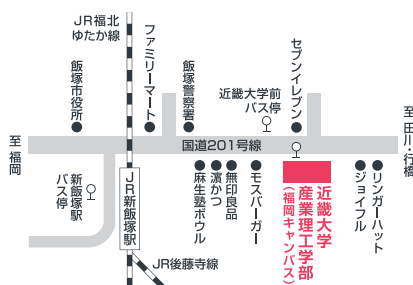 JR福北
ゆたか線
ファミリーマート
セブンイレブン
飯塚市役所
飯塚警察署
近畿大学前
バス停
至 福岡
国道201号線
至 田川・行橋
新飯塚駅
バス停
JR新飯塚駅
麻生塾ボウル
濱かつ
無印良品
モスバーガー
近畿大学
産業理工学部
(福岡キャンパス)
ジョイフル
リンガーハット
JR後藤寺線